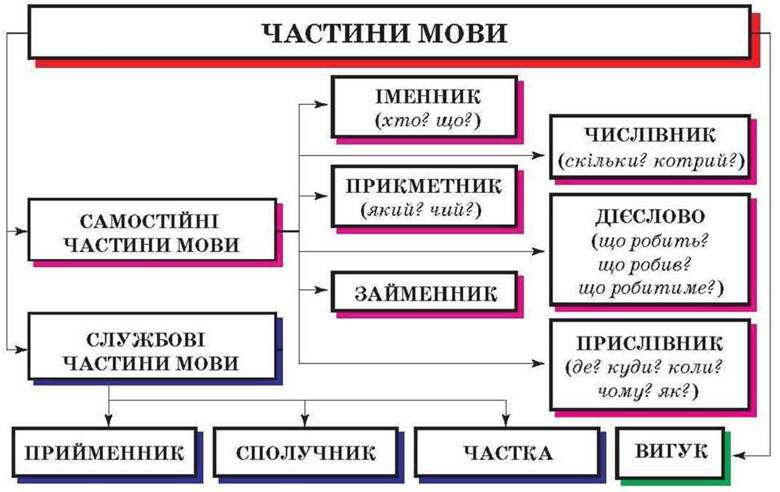 ЧАСТИНИ МОВИ
ІМЕННИК
(хто? що?)
ЧИСЛІВНИК
(скільки? котрий?)
ПРИКМЕТНИК
(який? чий?)
САМОСТІЙНІ
ЧАСТИНИ МОВИ
ДІЄСЛОВО
(що робить?
що робив?
що робитиме?)
ЗАЙМЕННИК
СЛУЖБОВІ
ЧАСТИНИ МОВИ
ПРИСЛІВНИК
(де? куди? коли?
чому? як?)
ПРИЙМЕННИК
СПОЛУЧНИК
ЧАСТКА
ВИГУК